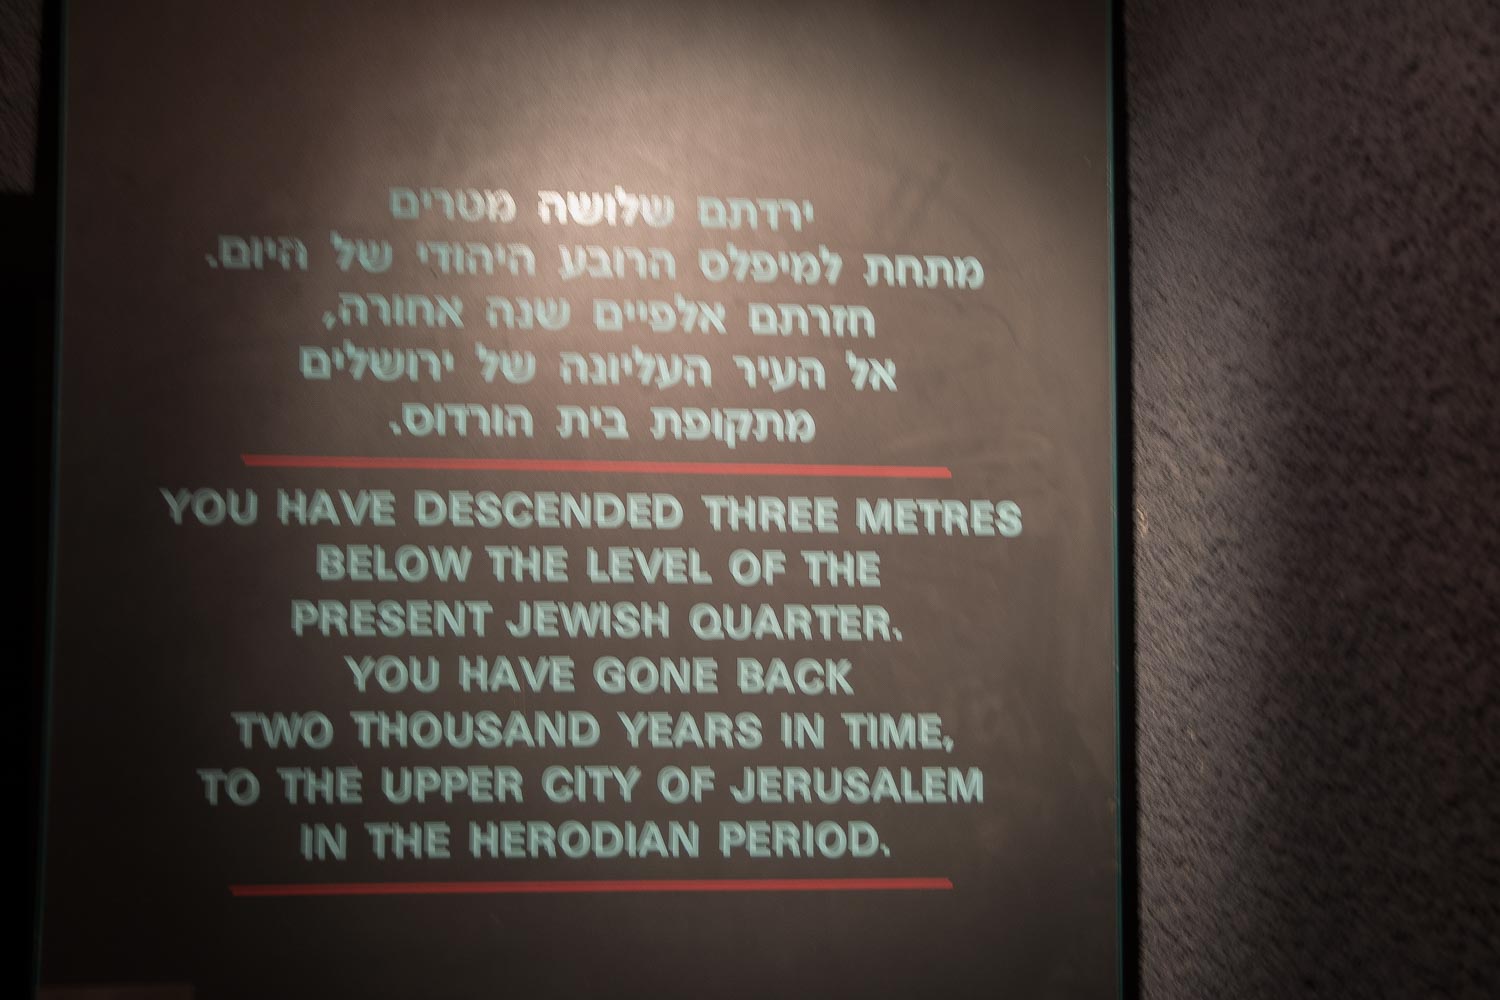 ירדתם שלושה מטרים
מתחת למיפלס הרובע היהודי של היום.
חזרתם אלפיים שנה אחורה,
אל העיר העליונה של ירושלים
מתקופת בית הורדוס.
YOU HAVE DESCENDED THREE METRES
BELOW THE LEVEL OF THE
PRESENT JEWISH QUARTER.
YOU HAVE GONE BACK
TWO THOUSAND YEARS IN TIME,
TO THE UPPER CITY OF JERUSALEM
IN THE HERODIAN PERIOD.